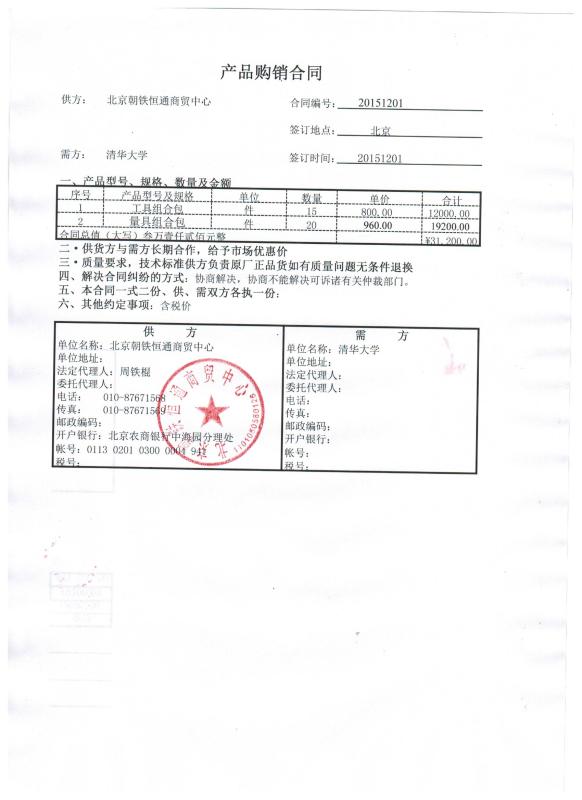 产品购销合同
供方： 北京朝铁恒通商贸中心 合同编号： 20151201
签订地点： 北京
需方： 清华大学 签订时间： 20151201
一、产品型号、规格、数量及金额
序号 产品型号及规格 单位 数量 单价 合计
1 工具组合包 件 15 800.00 12000.00
2 量具组合包 件 20 960.00 19200.00
合同总值（大写）叁万壹仟贰佰元整 ¥31,200.00
二·供货方与需方长期合作，给予市场优惠价
三·质量要求，技术标准供方负责原厂正品货如有质量问题无条件退换
四、解决合同纠纷的方式：协商解决，协商不能解决可诉诸有关仲裁部门。
五、本合同一式二份、供、需双方各执一份：
六、其他约定事项：含税价
供 方
单位名称：北京朝铁恒通商贸中心
单位地址：
法定代理人：周铁棍
委托代理人：
电话： 010-87671568
传真： 010-87671569
邮政编码：
开户银行：北京农商银行中海园分理处
帐号：0113 0201 0300 0004 941
税号：
需 方
单位名称：清华大学
单位地址：
法定代理人：
委托代理人：
电话：
传真：
邮政编码：
开户银行：
帐号：
税号：
恒通商贸中心